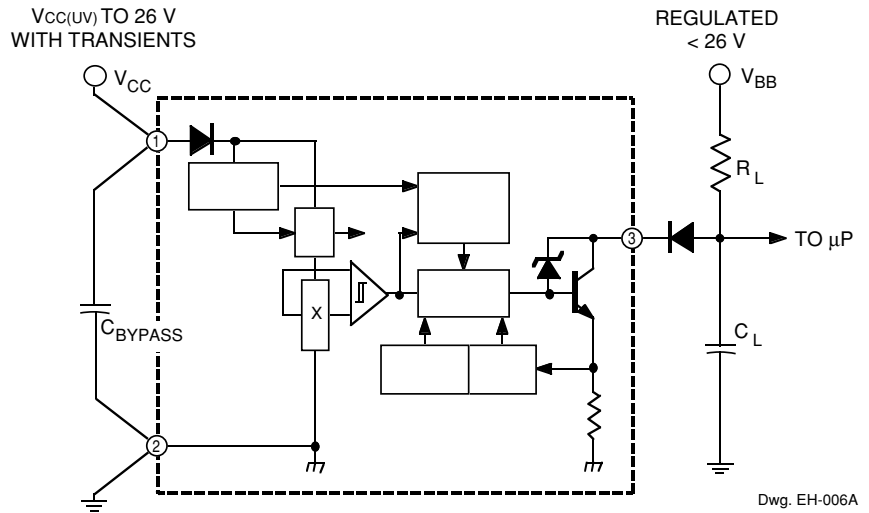 VCC(UV) TO 26 V
WITH TRANSIENTS
REGULATED
< 26 V
VCC
VBB
1
RL
3
TO µP
X
CBYPASS
CL
2
Dwg. EH-006A